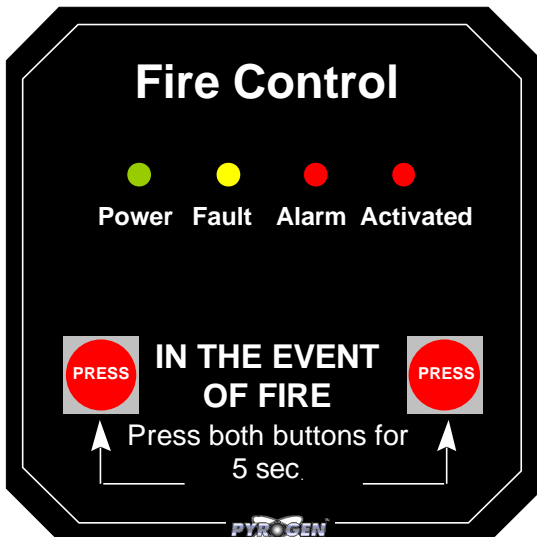 Fire Control
Power Fault Alarm Activated
PRESS IN THE EVENT PRESS
OF FIRE
Press both buttons for
5 sec.
PYROGEN